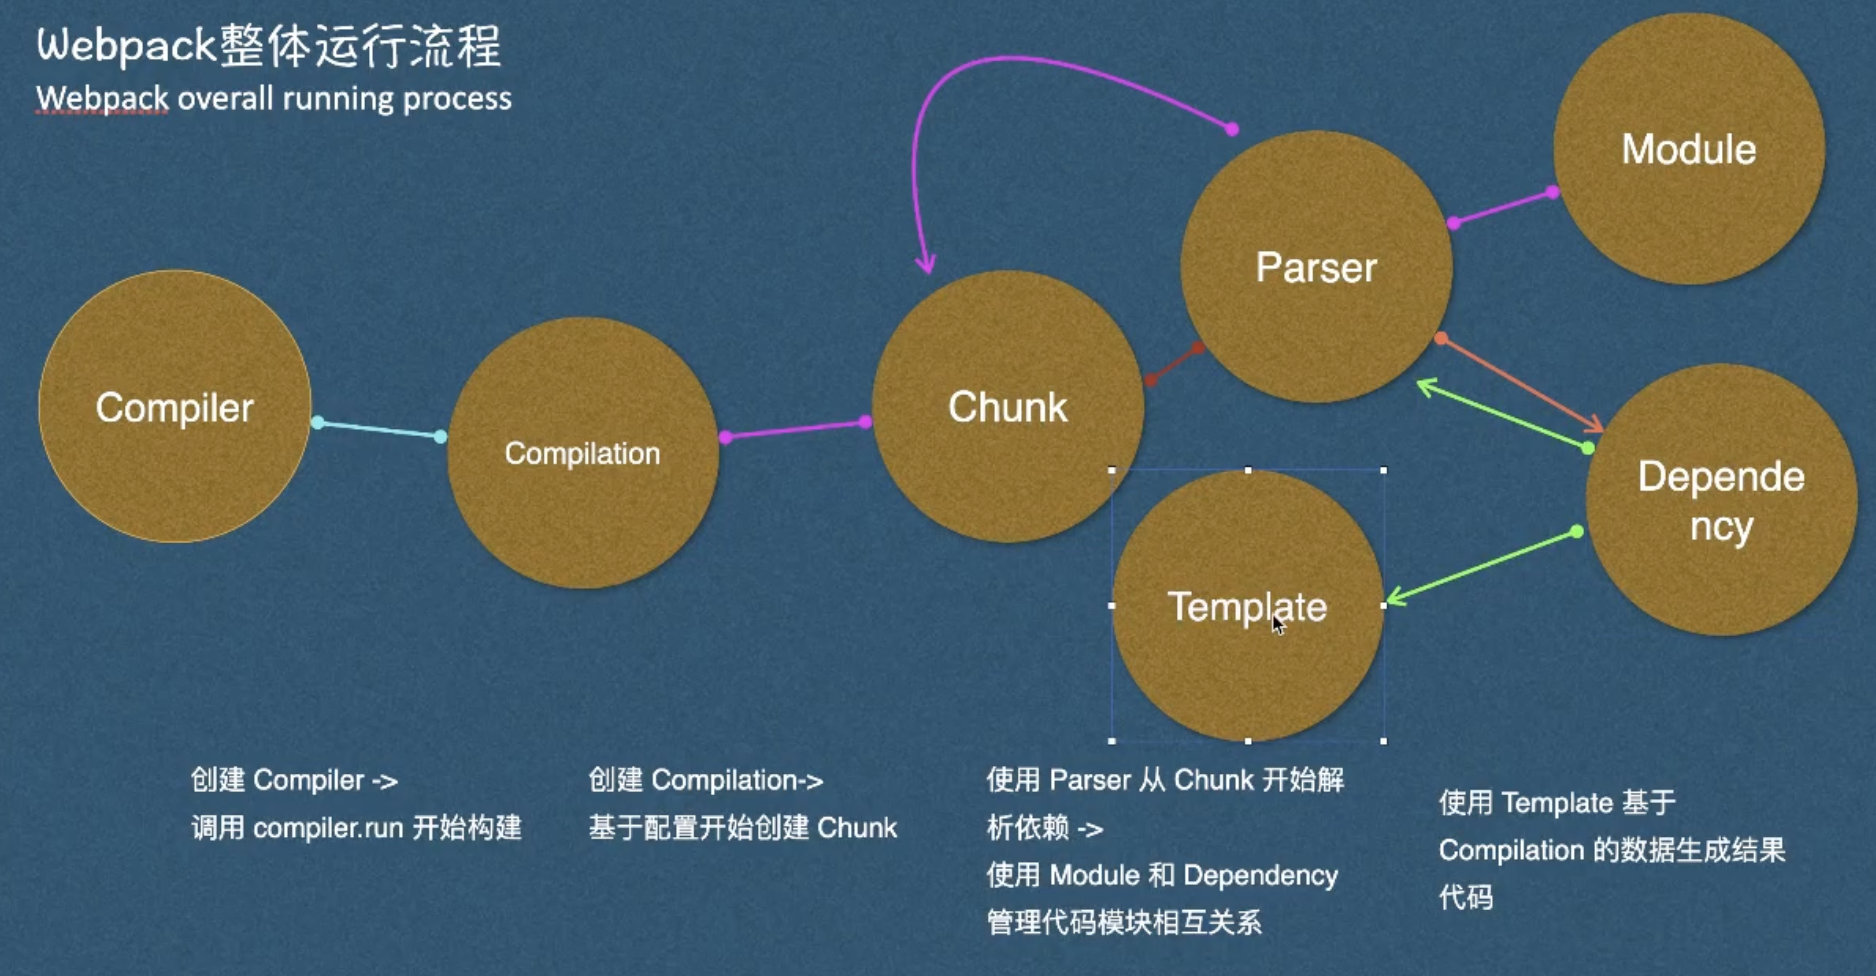 Webpack整体运行流程
Webpack overall running process
Module
Parser
Compiler
Compilation
Chunk
Depende
ncy
Template
创建 Compiler ->
调用 compiler.run 开始构建
创建 Compilation->
基于配置开始创建 Chunk
使用 Parser 从 Chunk 开始解
析依赖 ->
使用 Module 和 Dependency
管理代码模块相互关系
使用 Template 基于
Compilation 的数据生成结果
代码